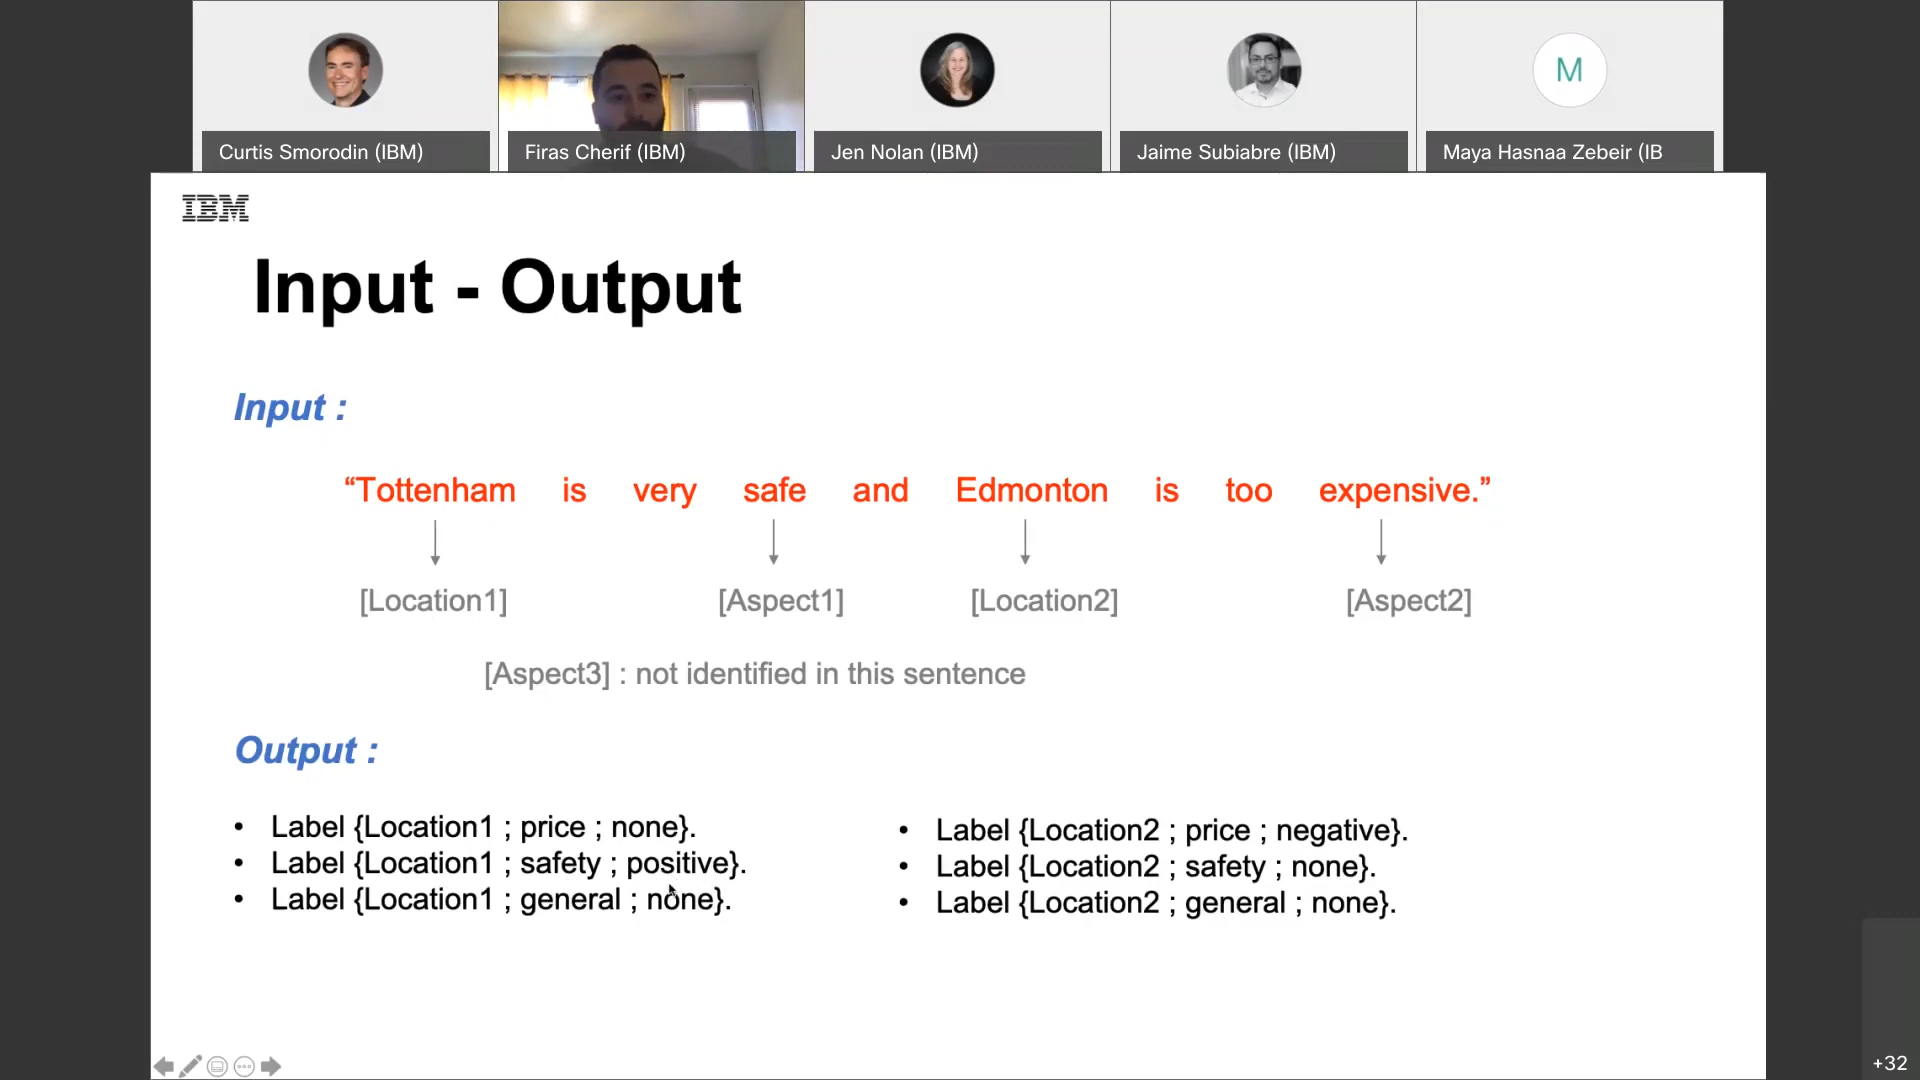 Curtis Smorodin (IBM)
Firas Cherif (IBM)
Jen Nolan (IBM)
Jaime Subiabre (IBM)
M
Maya Hasnaa Zebeir (IB
IBM
Input - Output
Input :
“Tottenham is very safe and Edmonton is too expensive.”
[Location1] [Aspect1] [Location2] [Aspect2]
[Aspect3] : not identified in this sentence
Output :
• Label {Location1 ; price ; none}.
• Label {Location1 ; safety ; positive}.
• Label {Location1 ; general ; none}.
• Label {Location2 ; price ; negative}.
• Label {Location2 ; safety ; none}.
• Label {Location2 ; general ; none}.
+32